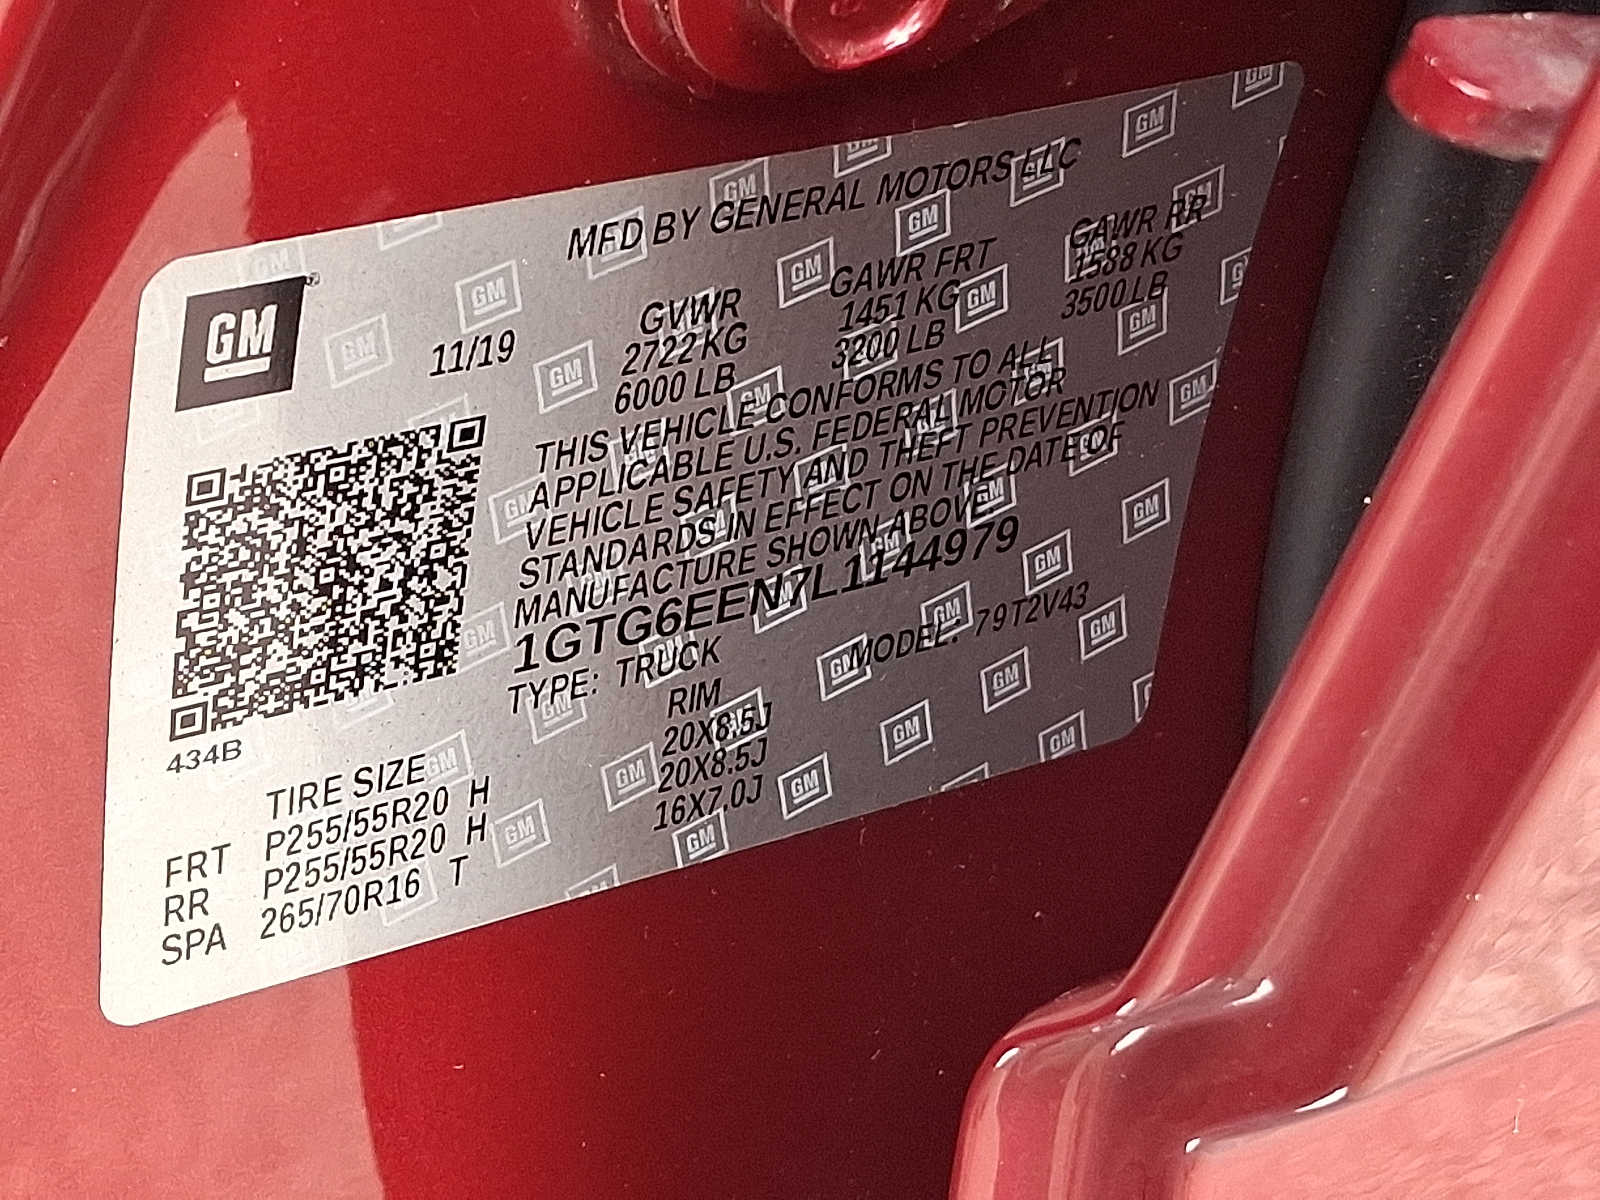 MFD BY GENERAL MOTORS LLC
GM
11/19
GVWR GAWR FRT GAWR RR
2722 KG 1451 KG 1588 KG
6000 LB 3200 LB 3500 LB
THIS VEHICLE CONFORMS TO ALL
APPLICABLE U.S. FEDERAL MOTOR
VEHICLE SAFETY AND THEFT PREVENTION
STANDARDS IN EFFECT ON THE DATE OF
MANUFACTURE SHOWN ABOVE.
1GTG6EEN7L1144979
TYPE: TRUCK MODEL: 79T2V43
434B
TIRE SIZE RIM
FRT P255/55R20 H 20X8.5J
RR P255/55R20 H 20X8.5J
SPA 265/70R16 T 16X7.0J